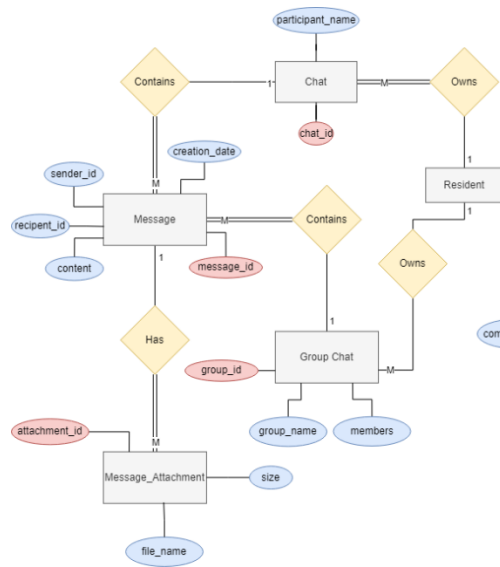 participant_name
Contains
1
Chat
M
Owns
chat_id
creation_date
sender_id
M
1
Resident
1
Message
M
Contains
recipent_id
content
1
message_id
Owns
Has
1
Group Chat
M
group_id
group_name
members
attachment_id
M
Message_Attachment
size
file_name
com